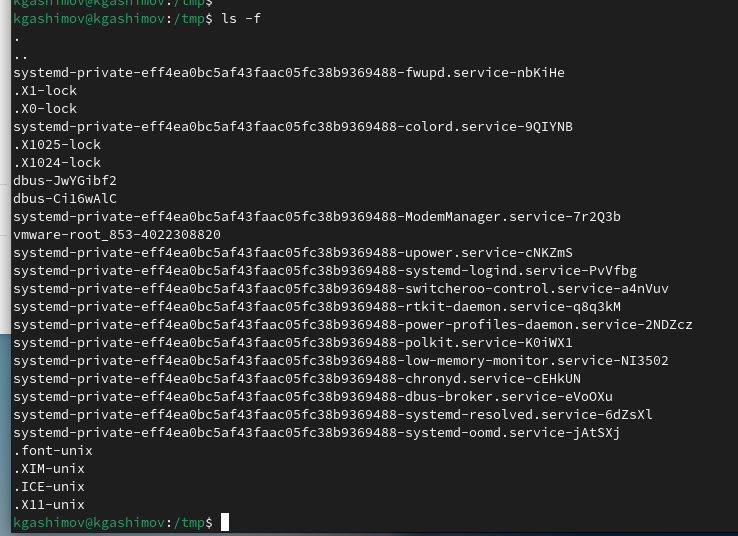 kgashimov@kgashimov:/tmp$
kgashimov@kgashimov:/tmp$ ls -f
.
..
systemd-private-eff4ea0bc5af43faac05fc38b9369488-fwupd.service-nbKiHe
.X1-lock
.X0-lock
systemd-private-eff4ea0bc5af43faac05fc38b9369488-colord.service-9QIYNB
.X1025-lock
.X1024-lock
dbus-JwYGibf2
dbus-Ci16wAlC
systemd-private-eff4ea0bc5af43faac05fc38b9369488-ModemManager.service-7r2Q3b
vmware-root_853-4022308820
systemd-private-eff4ea0bc5af43faac05fc38b9369488-upower.service-cNKZmS
systemd-private-eff4ea0bc5af43faac05fc38b9369488-systemd-logind.service-PvVfbg
systemd-private-eff4ea0bc5af43faac05fc38b9369488-switcheroo-control.service-a4nVuv
systemd-private-eff4ea0bc5af43faac05fc38b9369488-rtkit-daemon.service-q8q3kM
systemd-private-eff4ea0bc5af43faac05fc38b9369488-power-profiles-daemon.service-2NDZcz
systemd-private-eff4ea0bc5af43faac05fc38b9369488-polkit.service-K0iWX1
systemd-private-eff4ea0bc5af43faac05fc38b9369488-low-memory-monitor.service-NI3502
systemd-private-eff4ea0bc5af43faac05fc38b9369488-chronyd.service-cEHkUN
systemd-private-eff4ea0bc5af43faac05fc38b9369488-dbus-broker.service-eVoOXu
systemd-private-eff4ea0bc5af43faac05fc38b9369488-systemd-resolved.service-6dZsXl
systemd-private-eff4ea0bc5af43faac05fc38b9369488-systemd-oomd.service-jAtSXj
.font-unix
.XIM-unix
.ICE-unix
.X11-unix
kgashimov@kgashimov:/tmp$